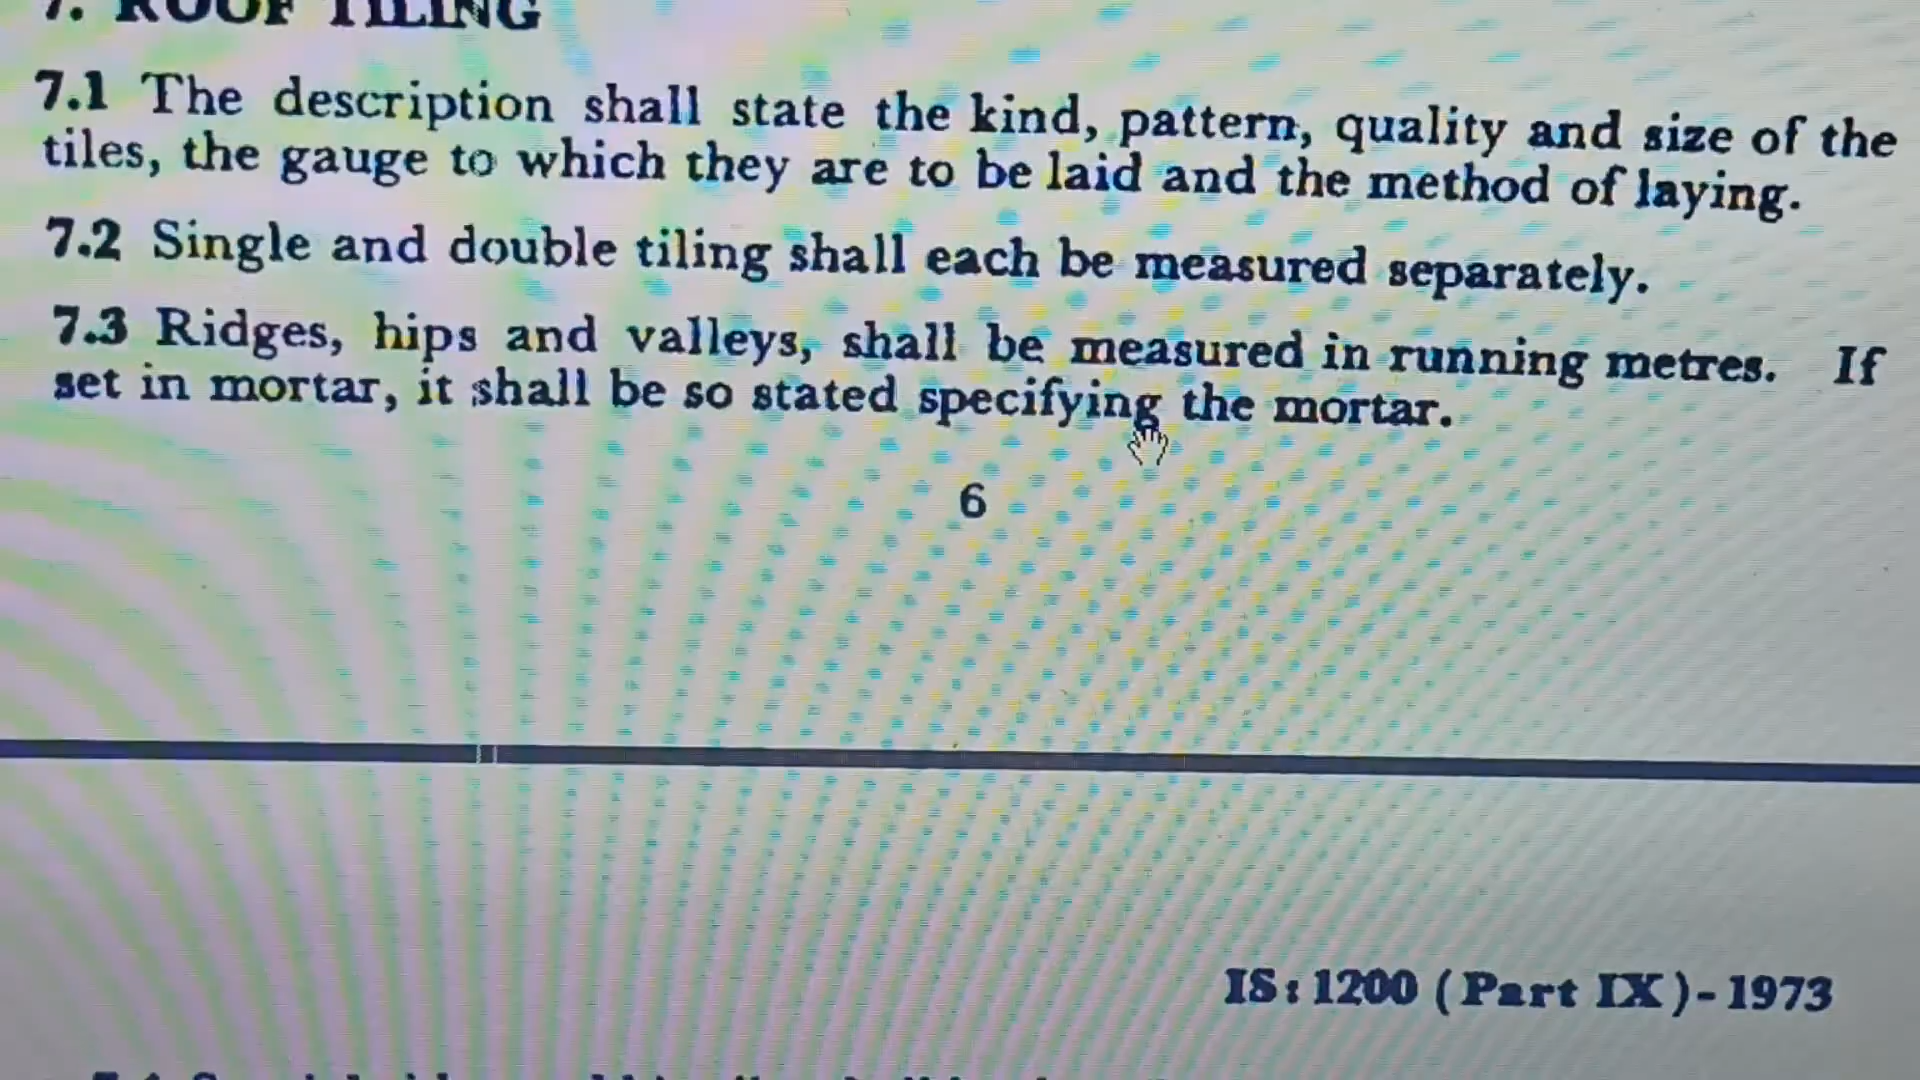 7. ROOF TILING
7.1 The description shall state the kind, pattern, quality and size of the
tiles, the gauge to which they are to be laid and the method of laying.
7.2 Single and double tiling shall each be measured separately.
7.3 Ridges, hips and valleys, shall be measured in running metres. If
set in mortar, it shall be so stated specifying the mortar.
6
IS : 1200 ( Part IX ) - 1973